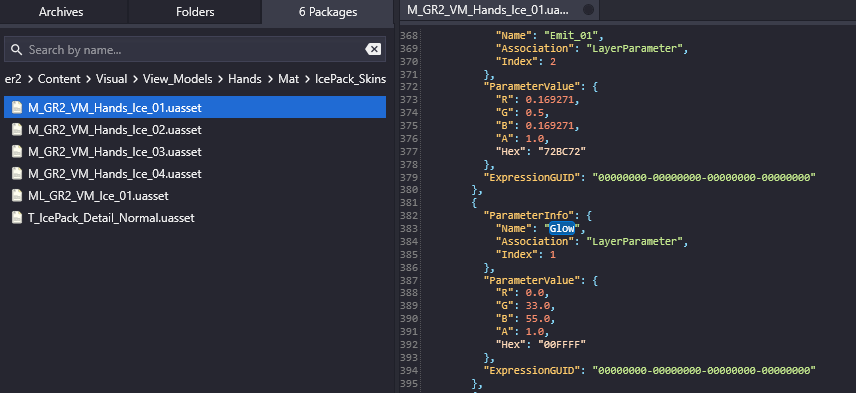 Archives
Folders
6 Packages
Search by name...
er2 > Content > Visual > View_Models > Hands > Mat > IcePack_Skins
M_GR2_VM_Hands_Ice_01.uasset
M_GR2_VM_Hands_Ice_02.uasset
M_GR2_VM_Hands_Ice_03.uasset
M_GR2_VM_Hands_Ice_04.uasset
ML_GR2_VM_Ice_01.uasset
T_IcePack_Detail_Normal.uasset
M_GR2_VM_Hands_Ice_01.ua...
368 "Name": "Emit_01",
369 "Association": "LayerParameter",
370 "Index": 2
371 },
372 "ParameterValue": {
373 "R": 0.169271,
374 "G": 0.5,
375 "B": 0.169271,
376 "A": 1.0,
377 "Hex": "72BC72"
378 },
379 "ExpressionGUID": "00000000-00000000-00000000-00000000"
380 },
381 {
382 "ParameterInfo": {
383 "Name": "Glow",
384 "Association": "LayerParameter",
385 "Index": 1
386 },
387 "ParameterValue": {
388 "R": 0.0,
389 "G": 33.0,
390 "B": 55.0,
391 "A": 1.0,
392 "Hex": "00FFFF"
393 },
394 "ExpressionGUID": "00000000-00000000-00000000-00000000"
395 },